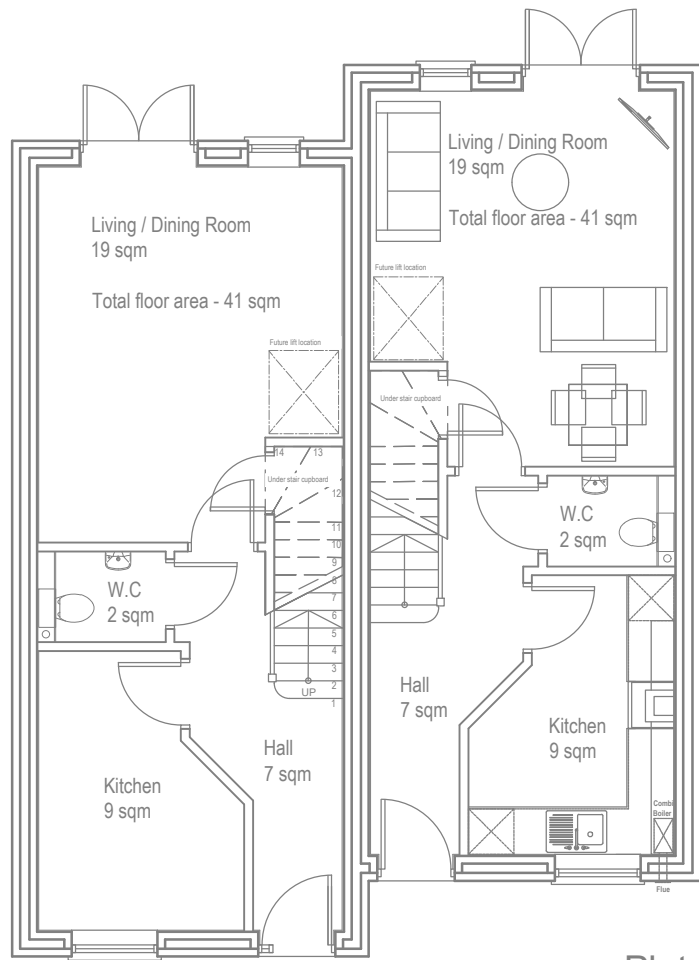 Living / Dining Room
19 sqm
Total floor area - 41 sqm
Future lift location
14
13
Under stair cupboard
12
11
10
9
8
7
6
5
4
3
2
1
UP
W.C
2 sqm
Hall
7 sqm
Kitchen
9 sqm
Living / Dining Room
19 sqm
Total floor area - 41 sqm
Future lift location
Under stair cupboard
W.C
2 sqm
Hall
7 sqm
Kitchen
9 sqm
Combi
Boiler
Flue